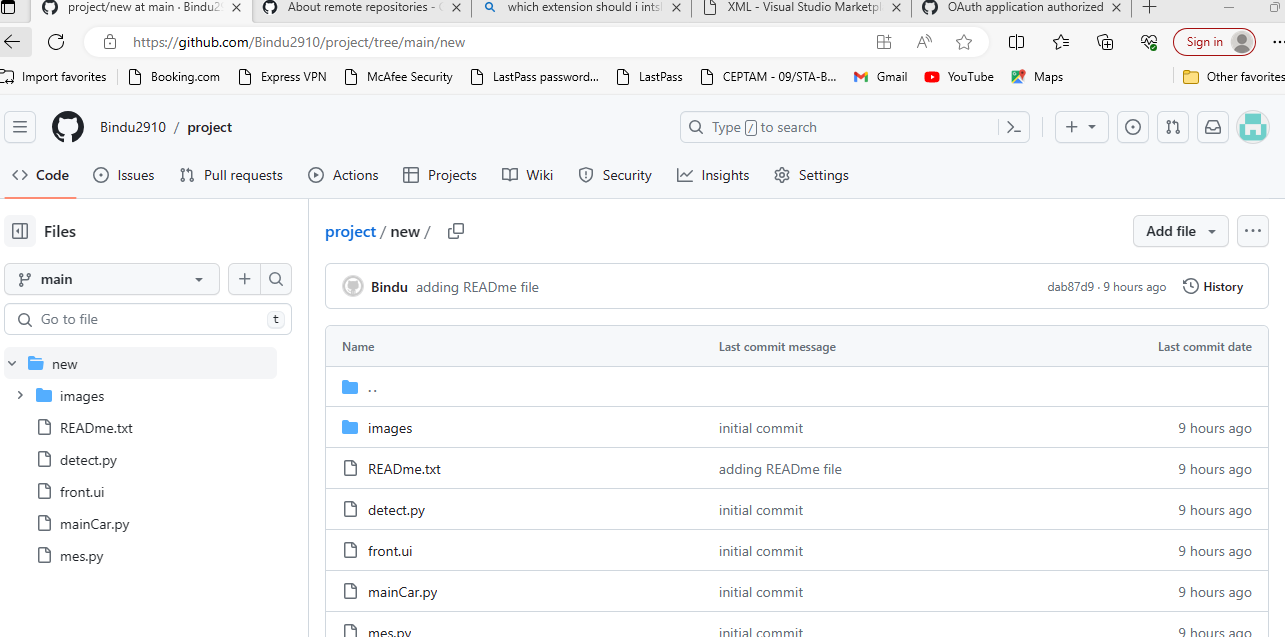 project/new at main · Bindu2
About remote repositories -
which extension should i ints
XML - Visual Studio Marketpl
OAuth application authorized
https://github.com/Bindu2910/project/tree/main/new
Sign in
Import favorites
Booking.com
Express VPN
McAfee Security
LastPass password...
LastPass
CEPTAM - 09/STA-B...
Gmail
YouTube
Maps
Other favorites
Bindu2910 / project
Type / to search
Code
Issues
Pull requests
Actions
Projects
Wiki
Security
Insights
Settings
Files
project / new /
Add file
main
Bindu adding READme file
dab87d9 · 9 hours ago
History
Go to file
t
Name Last commit message Last commit date
new
..
images
images initial commit 9 hours ago
READme.txt
READme.txt adding READme file 9 hours ago
detect.py
detect.py initial commit 9 hours ago
front.ui
front.ui initial commit 9 hours ago
mainCar.py
mainCar.py initial commit 9 hours ago
mes.py
mes.py initial commit 9 hours ago